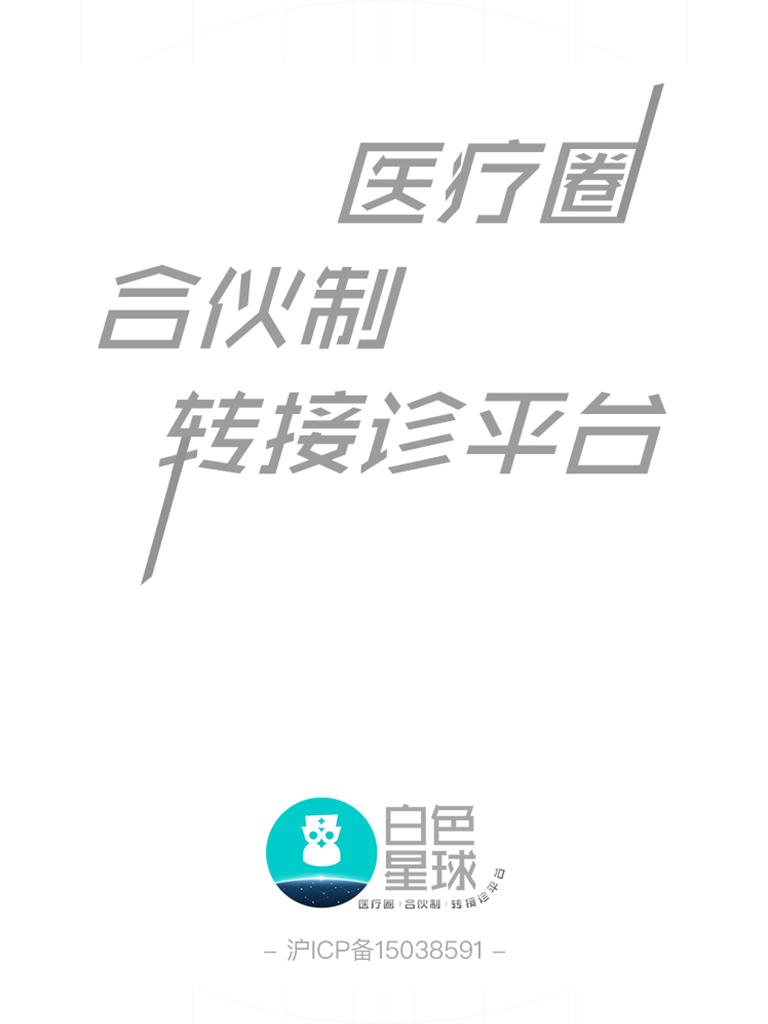 医疗圈
合伙制
转接诊平台
白色
星球
医疗圈 | 合伙制 | 转接诊平台
– 沪ICP备15038591 –